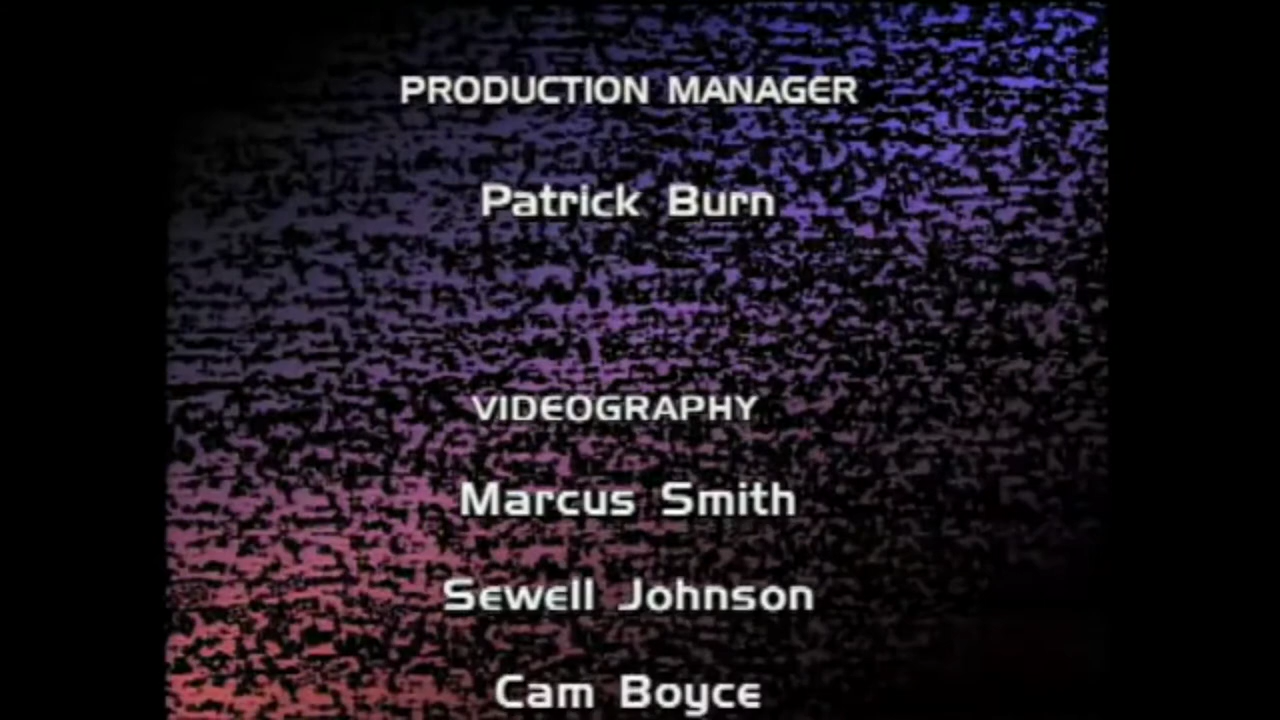 PRODUCTION MANAGER
Patrick Burn
VIDEOGRAPHY
Marcus Smith
Sewell Johnson
Cam Boyce